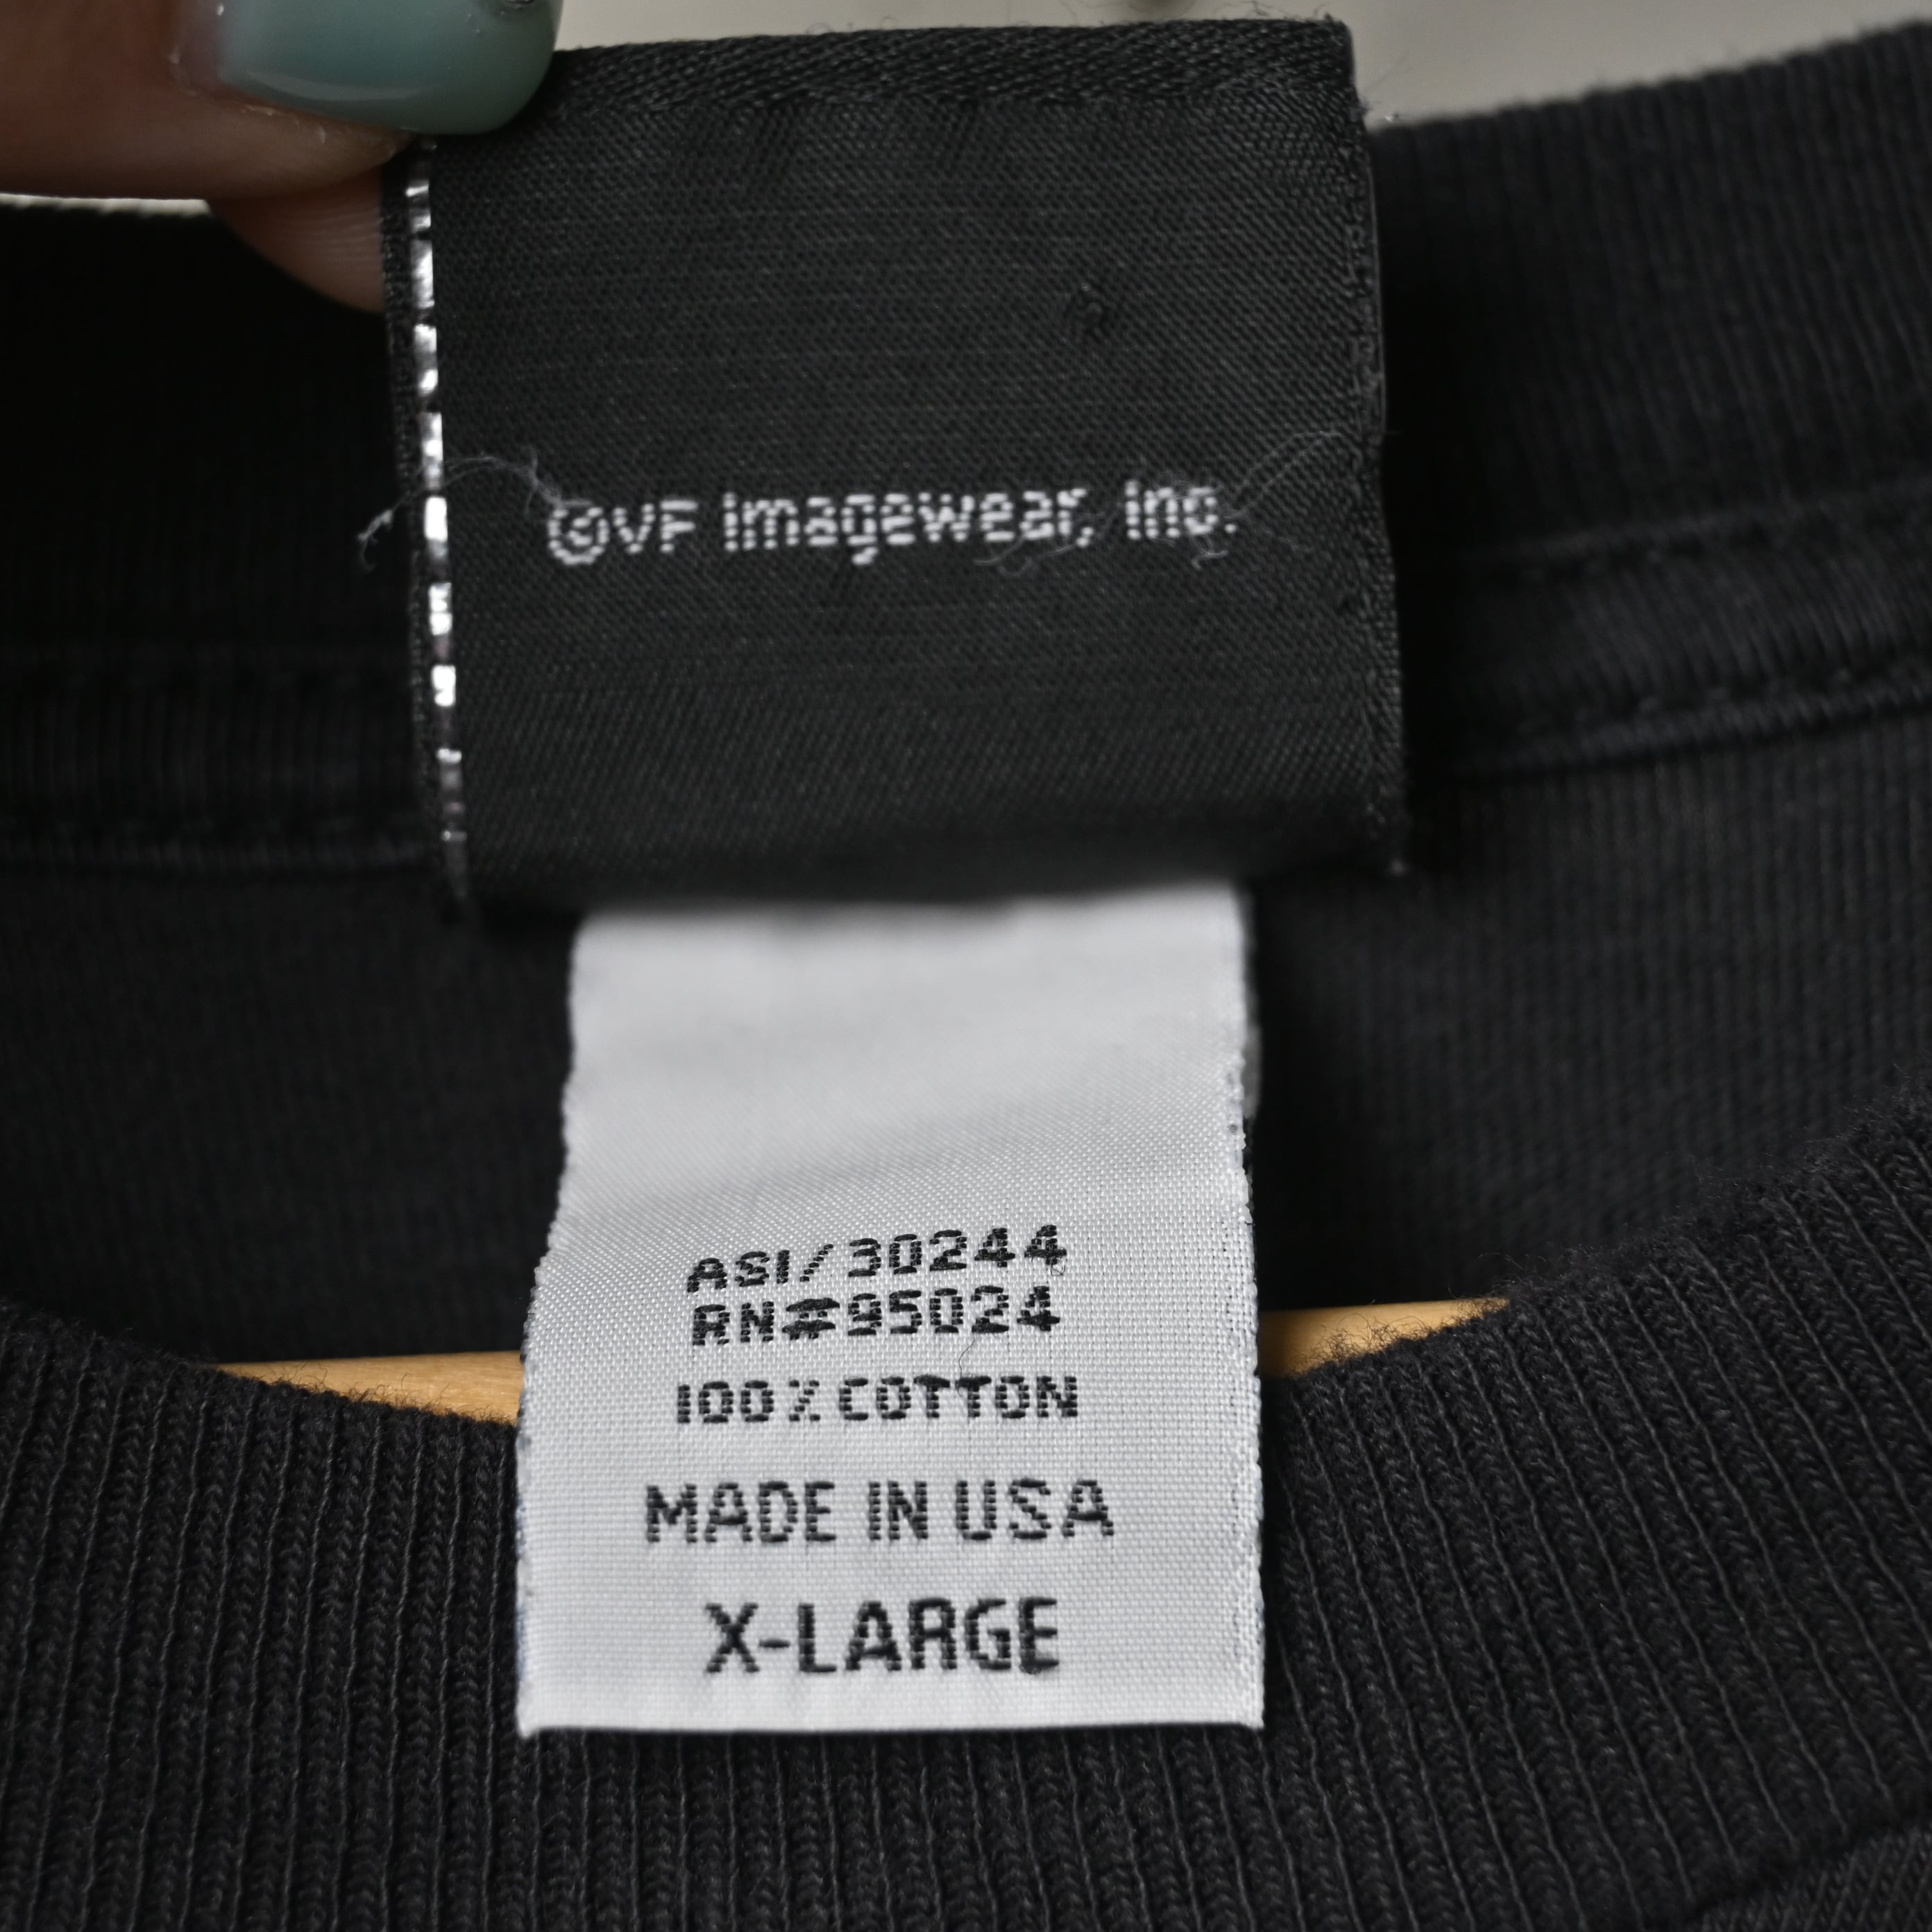 ©VF Imagewear, Inc.
ASI/30244
RN#95024
100% COTTON
MADE IN USA
X-LARGE